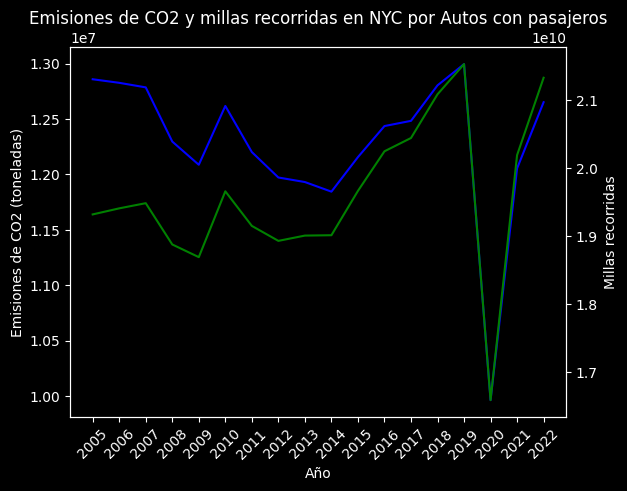 Emisiones de CO2 y millas recorridas en NYC por Autos con pasajeros
1e7
1e10
1.30
1.25
1.20
1.15
1.10
1.05
1.00
Emisiones de CO2 (toneladas)
2.1
2.0
1.9
1.8
1.7
Millas recorridas
2005 2006 2007 2008 2009 2010 2011 2012 2013 2014 2015 2016 2017 2018 2019 2020 2021 2022
Año